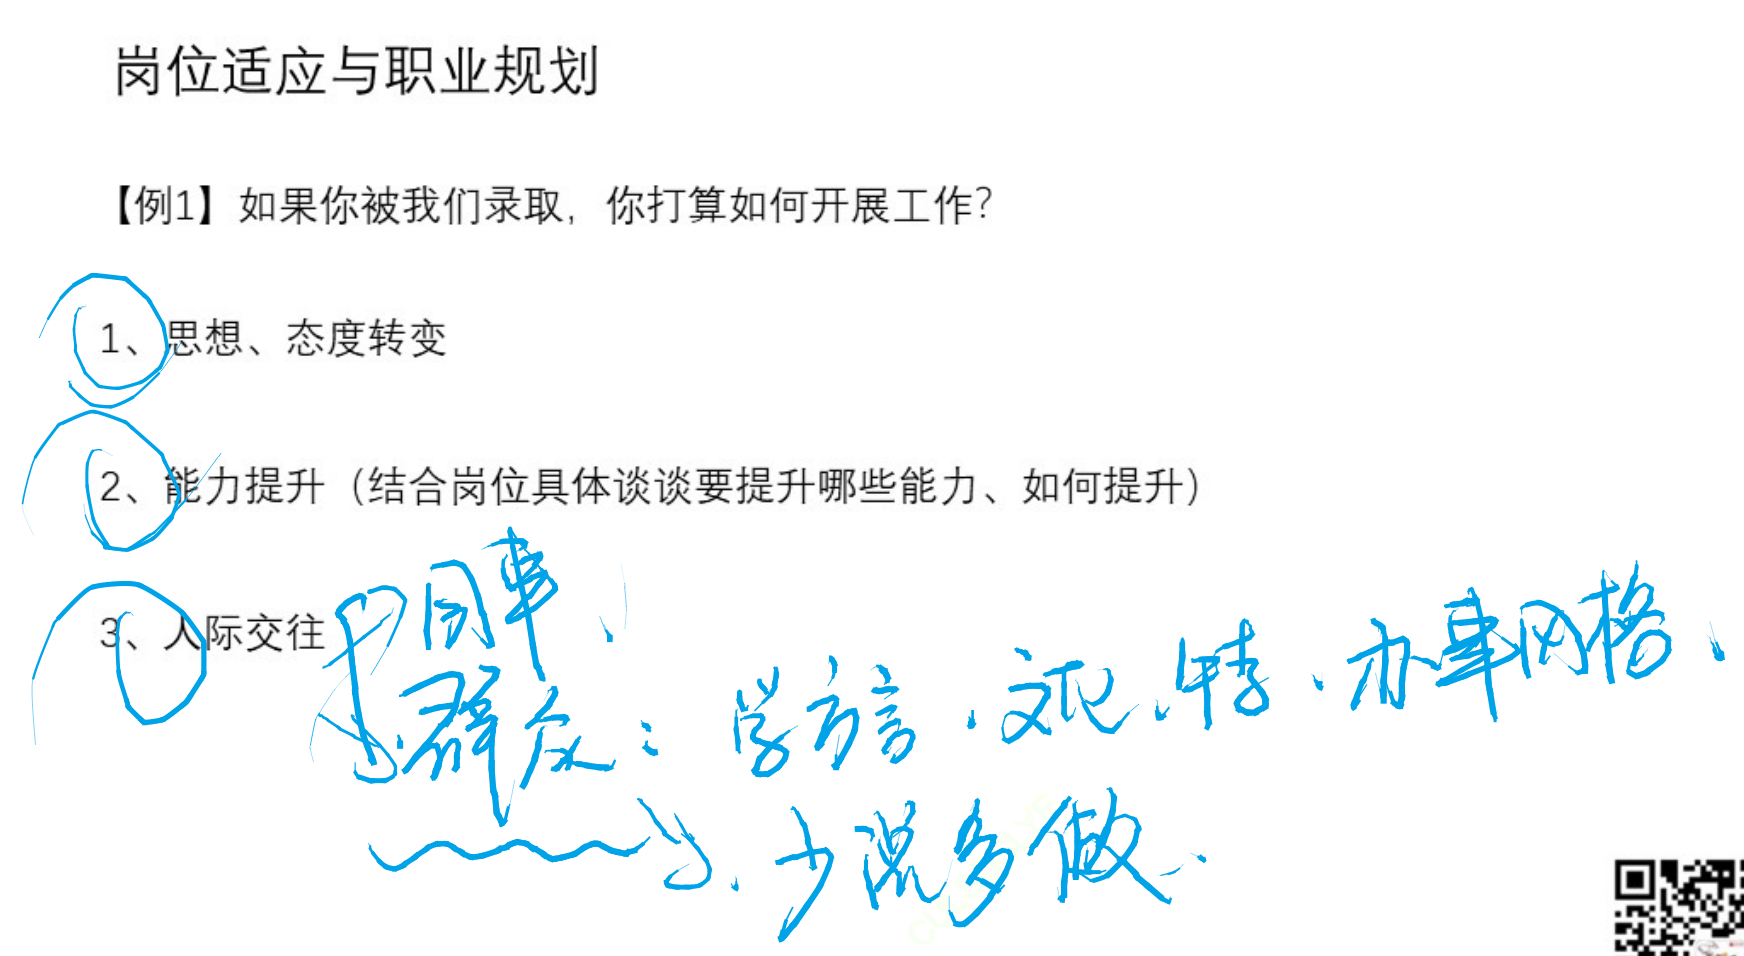 岗位适应与职业规划
【例1】如果你被我们录取，你打算如何开展工作？
1、思想、态度转变
2、能力提升（结合岗位具体谈谈要提升哪些能力、如何提升）
3、人际交往
同事、
群众：学方言、文化、特、办事风格、
少说多做、